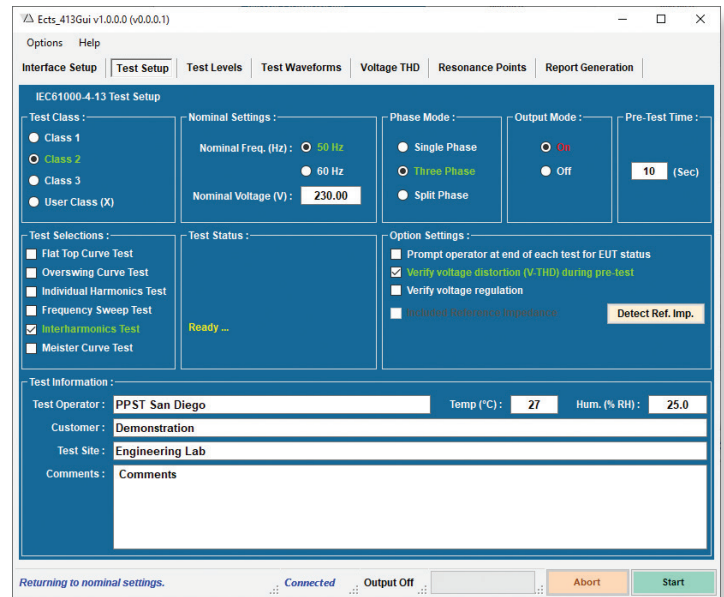 Ects_413Gui v1.0.0.0 (v0.0.0.1)
Options Help
Interface Setup Test Setup Test Levels Test Waveforms Voltage THD Resonance Points Report Generation
IEC61000-4-13 Test Setup
Test Class :
Class 1
Class 2
Class 3
User Class (X)
Nominal Settings :
Nominal Freq. (Hz) : 50 Hz
60 Hz
Nominal Voltage (V) : 230.00
Phase Mode :
Single Phase
Three Phase
Split Phase
Output Mode :
On
Off
Pre-Test Time :
10 (Sec)
Test Selections :
Flat Top Curve Test
Overswing Curve Test
Individual Harmonics Test
Frequency Sweep Test
Interharmonics Test
Meister Curve Test
Test Status :
Ready ...
Option Settings :
Prompt operator at end of each test for EUT status
Verify voltage distortion (V-THD) during pre-test
Verify voltage regulation
Reference Impedance Detect Ref. Imp.
Test Information :
Test Operator : PPST San Diego Temp (°C) : 27 Hum. (% RH) : 25.0
Customer : Demonstration
Test Site : Engineering Lab
Comments : Comments
Returning to nominal settings. Connected Output Off Abort Start